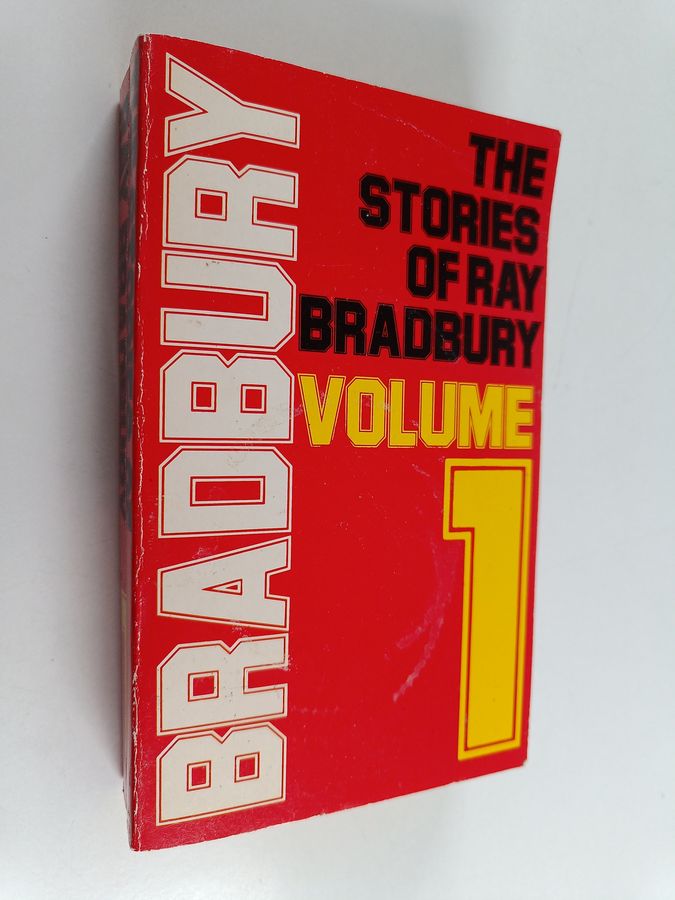 BRADBURY
THE
STORIES
OF RAY
BRADBURY
VOLUME
1